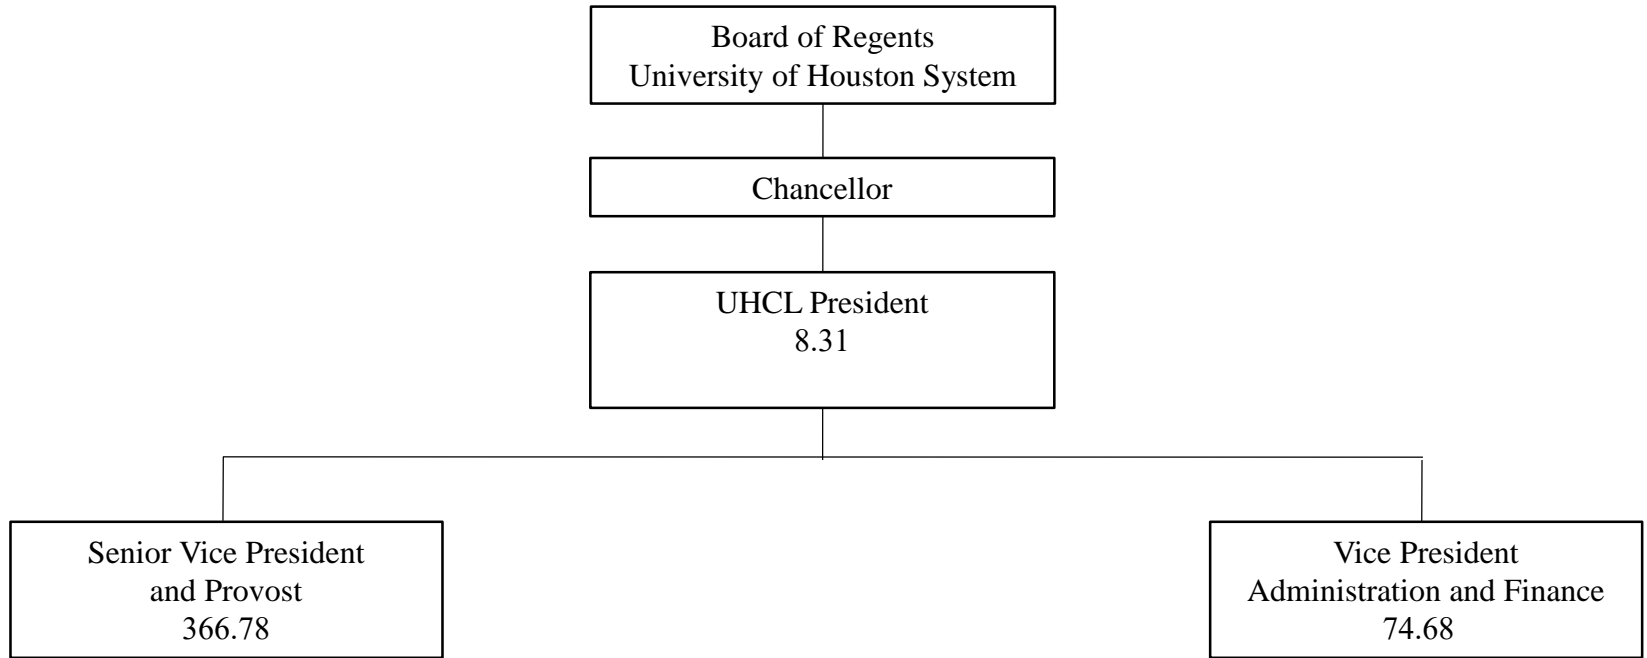 Board of Regents
University of Houston System
Chancellor
UHCL President
8.31
Senior Vice President
and Provost
366.78
Vice President
Administration and Finance
74.68